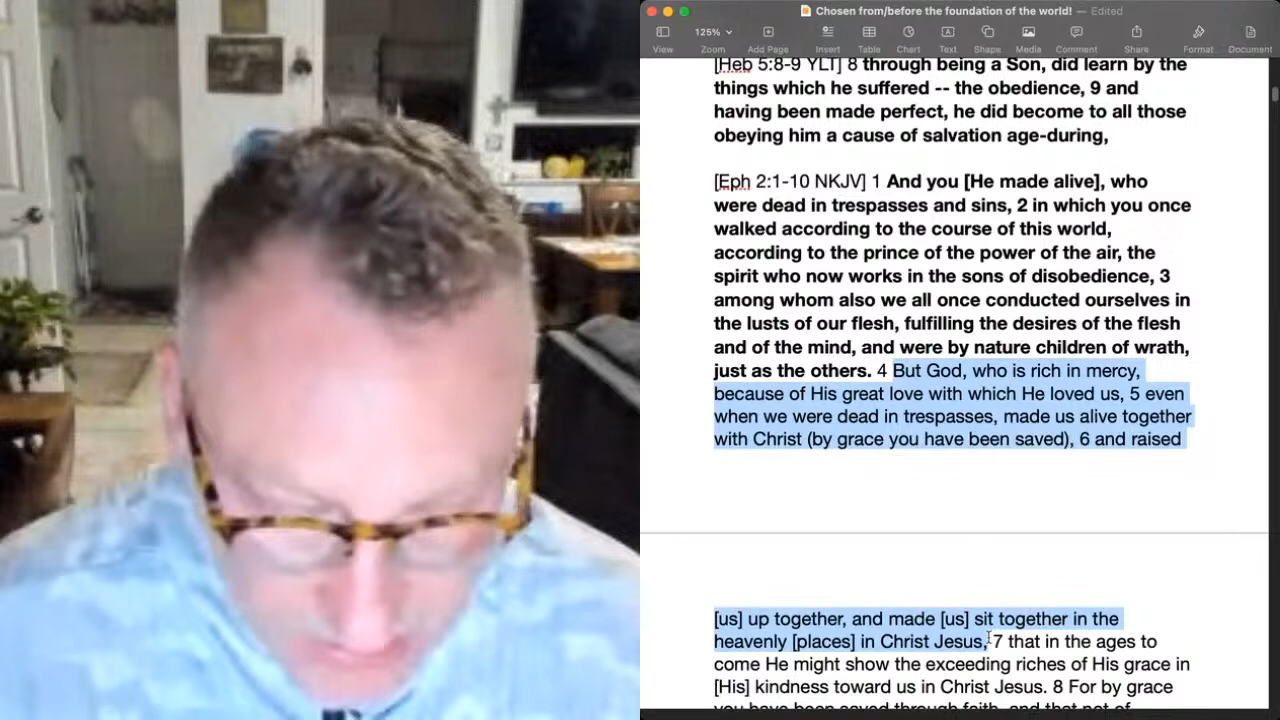 Chosen from/before the foundation of the world! — Edited
125%
View
Zoom
Add Page
Insert
Table
Chart
Text
Shape
Media
Comment
Share
Format
Document
[Heb 5:8-9 YLT] 8 through being a Son, did learn by the
things which he suffered -- the obedience, 9 and
having been made perfect, he did become to all those
obeying him a cause of salvation age-during,
[Eph 2:1-10 NKJV] 1 And you [He made alive], who
were dead in trespasses and sins, 2 in which you once
walked according to the course of this world,
according to the prince of the power of the air, the
spirit who now works in the sons of disobedience, 3
among whom also we all once conducted ourselves in
the lusts of our flesh, fulfilling the desires of the flesh
and of the mind, and were by nature children of wrath,
just as the others. 4 But God, who is rich in mercy,
because of His great love with which He loved us, 5 even
when we were dead in trespasses, made us alive together
with Christ (by grace you have been saved), 6 and raised
[us] up together, and made [us] sit together in the
heavenly [places] in Christ Jesus, 7 that in the ages to
come He might show the exceeding riches of His grace in
[His] kindness toward us in Christ Jesus. 8 For by grace
you have been saved through faith, and that not of